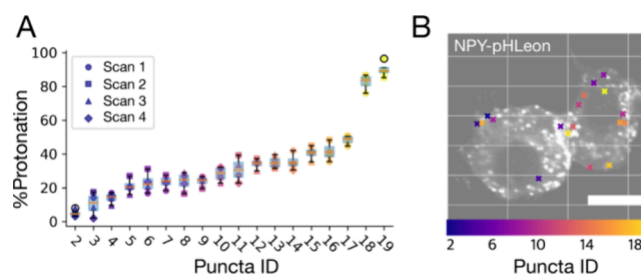 A
%Protonation
100
80
60
40
20
0
Scan 1
Scan 2
Scan 3
Scan 4
2 3 4 5 6 7 8 9 10 11 12 13 14 15 16 17 18 19
Puncta ID
B
NPY-pHLeon
2 6 10 14 18
Puncta ID